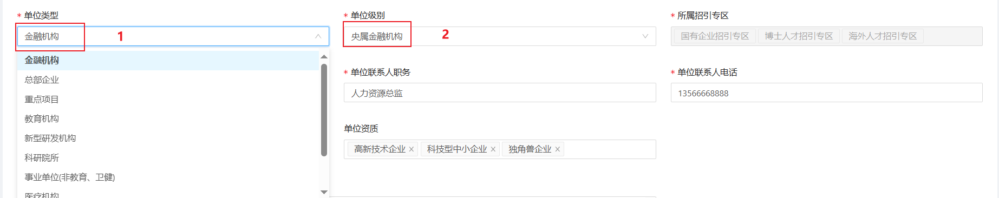 * 单位类型
* 单位级别
* 所属招引专区
金融机构
1
央属金融机构
2
国有企业招引专区
博士人才招引专区
海外人才招引专区
金融机构
总部企业
重点项目
教育机构
新型研发机构
科研院所
事业单位(非教育、卫健)
医疗机构
* 单位联系人职务
* 单位联系人电话
人力资源总监
13566668888
单位资质
高新技术企业 ×
科技型中小企业 ×
独角兽企业 ×